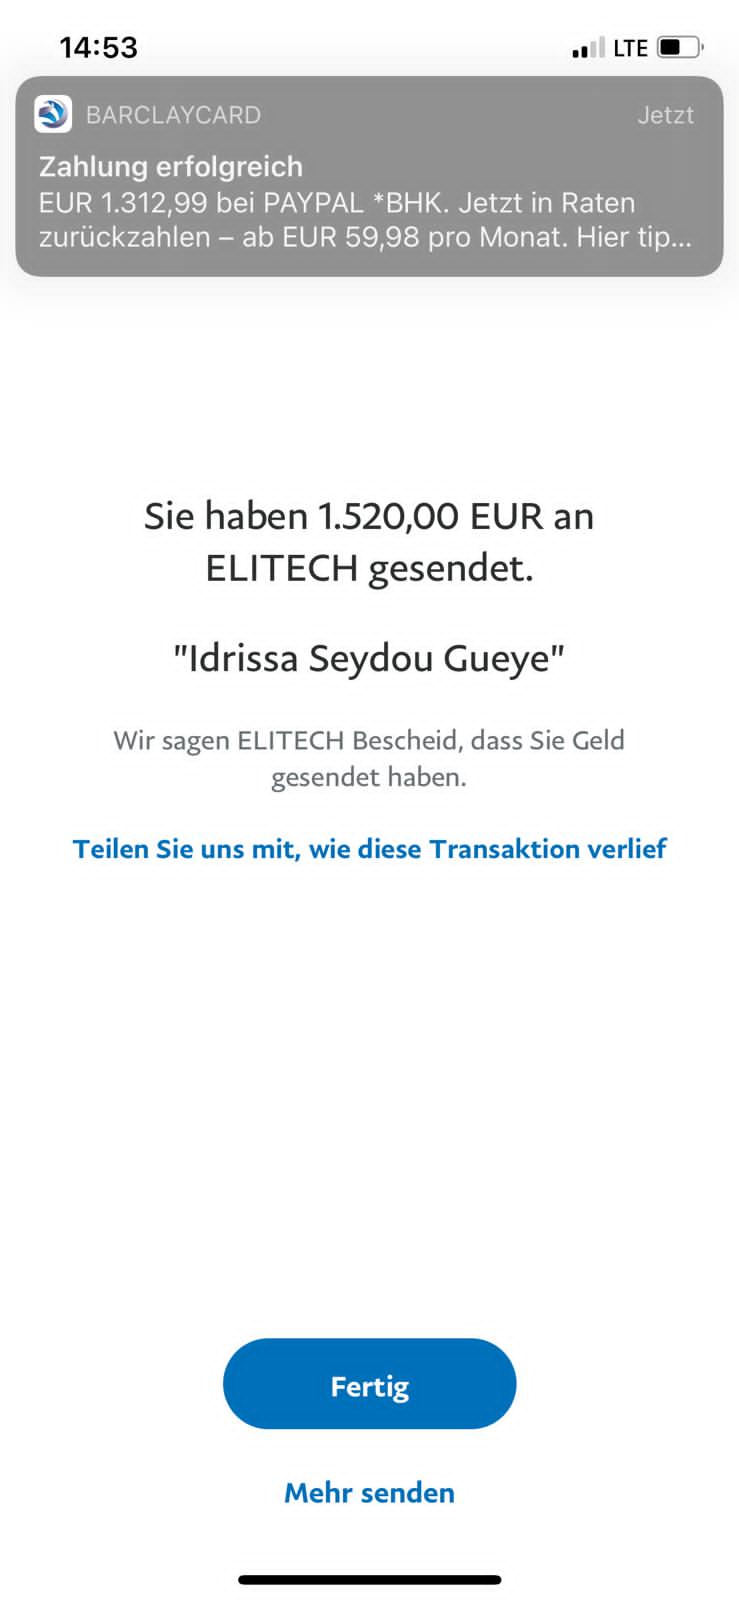 14:53
LTE
BARCLAYCARD
Jetzt
Zahlung erfolgreich
EUR 1.312,99 bei PAYPAL *BHK. Jetzt in Raten
zurückzahlen – ab EUR 59,98 pro Monat. Hier tip...
Sie haben 1.520,00 EUR an
ELITECH gesendet.
"Idrissa Seydou Gueye"
Wir sagen ELITECH Bescheid, dass Sie Geld
gesendet haben.
Teilen Sie uns mit, wie diese Transaktion verlief
Fertig
Mehr senden